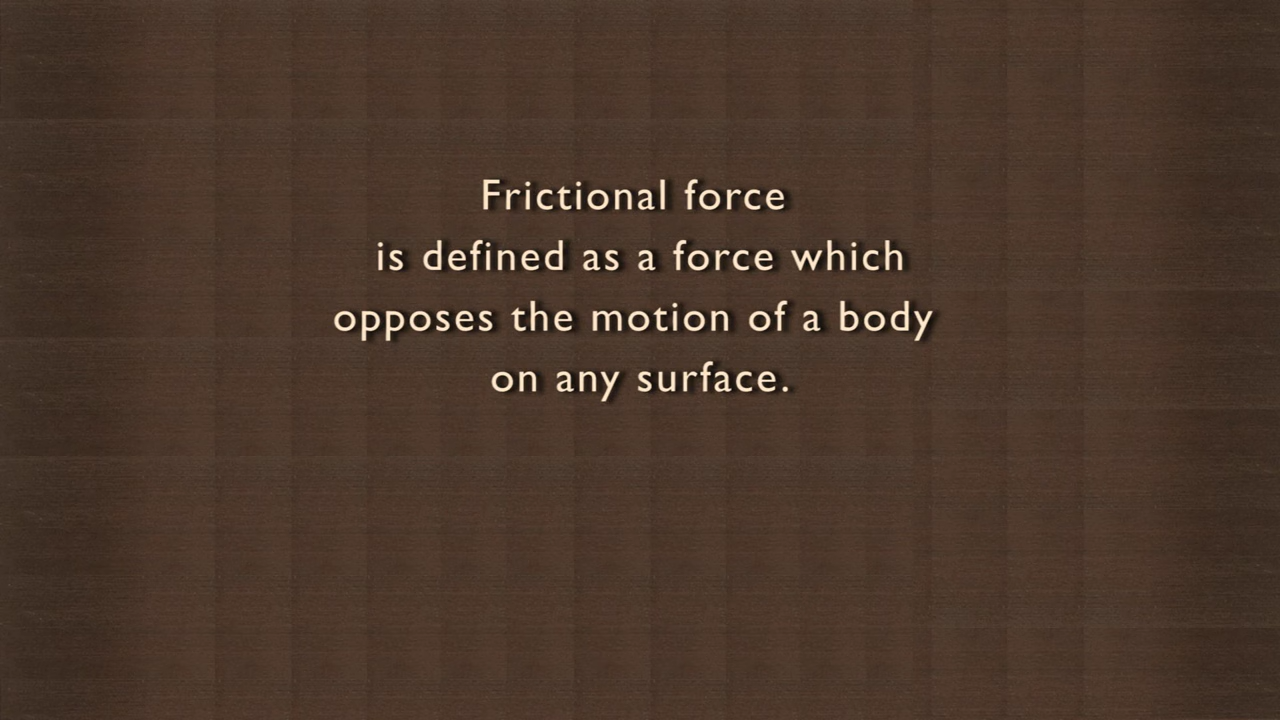 Frictional force
is defined as a force which
opposes the motion of a body
on any surface.